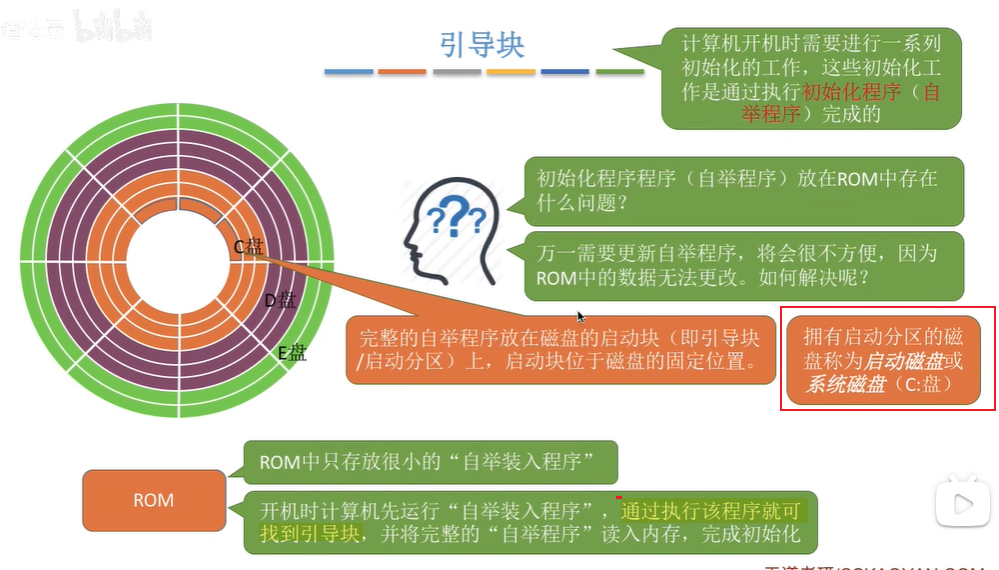 bilibili
引导块
计算机开机时需要进行一系列
初始化的工作，这些初始化工
作是通过执行初始化程序（自
举程序）完成的
初始化程序程序（自举程序）放在ROM中存在
什么问题？
万一需要更新自举程序，将会很不方便，因为
ROM中的数据无法更改。如何解决呢？
C盘
D盘
E盘
完整的自举程序放在磁盘的启动块（即引导块
/启动分区）上，启动块位于磁盘的固定位置。
拥有启动分区的磁
盘称为启动磁盘或
系统磁盘（C:盘）
ROM
ROM中只存放很小的“自举装入程序”
开机时计算机先运行“自举装入程序”，通过执行该程序就可
找到引导块，并将完整的“自举程序”读入内存，完成初始化